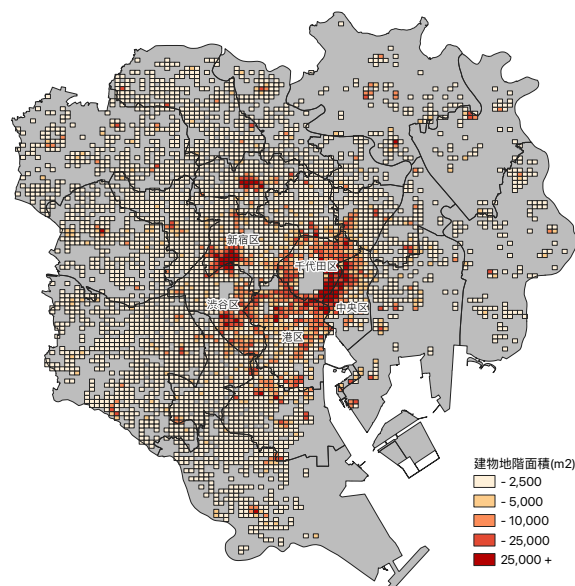 新宿区
千代田区
渋谷区
中央区
港区
建物地階面積(m2)
- 2,500
- 5,000
- 10,000
- 25,000
25,000 +